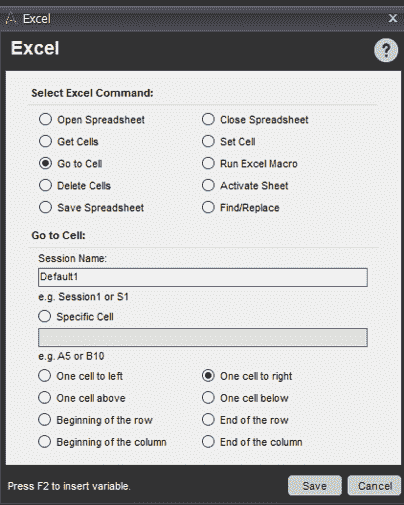 Excel
Excel
?
Select Excel Command:
Open Spreadsheet Close Spreadsheet
Get Cells Set Cell
Go to Cell Run Excel Macro
Delete Cells Activate Sheet
Save Spreadsheet Find/Replace
Go to Cell:
Session Name:
Default1
e.g. Session1 or S1
Specific Cell
e.g. A5 or B10
One cell to left One cell to right
One cell above One cell below
Beginning of the row End of the row
Beginning of the column End of the column
Press F2 to insert variable. Save Cancel